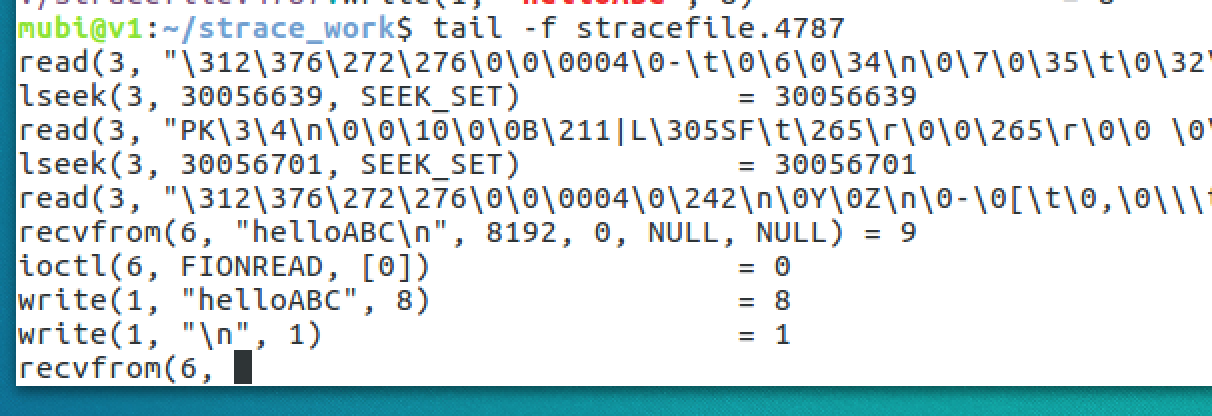 mubi@v1:~/strace_work$ tail -f stracefile.4787
read(3, "\312\376\272\276\0\0\0004\0-\t\0\6\0\34\n\0\7\0\35\t\0\32\
lseek(3, 30056639, SEEK_SET) = 30056639
read(3, "PK\3\4\n\0\0\10\0\0B\211|L\305SF\t\265\r\0\0\265\r\0\0 \0\
lseek(3, 30056701, SEEK_SET) = 30056701
read(3, "\312\376\272\276\0\0\0004\0\242\n\0Y\0Z\n\0-\0[\t\0,\0\\\t
recvfrom(6, "helloABC\n", 8192, 0, NULL, NULL) = 9
ioctl(6, FIONREAD, [0]) = 0
write(1, "helloABC", 8) = 8
write(1, "\n", 1) = 1
recvfrom(6,